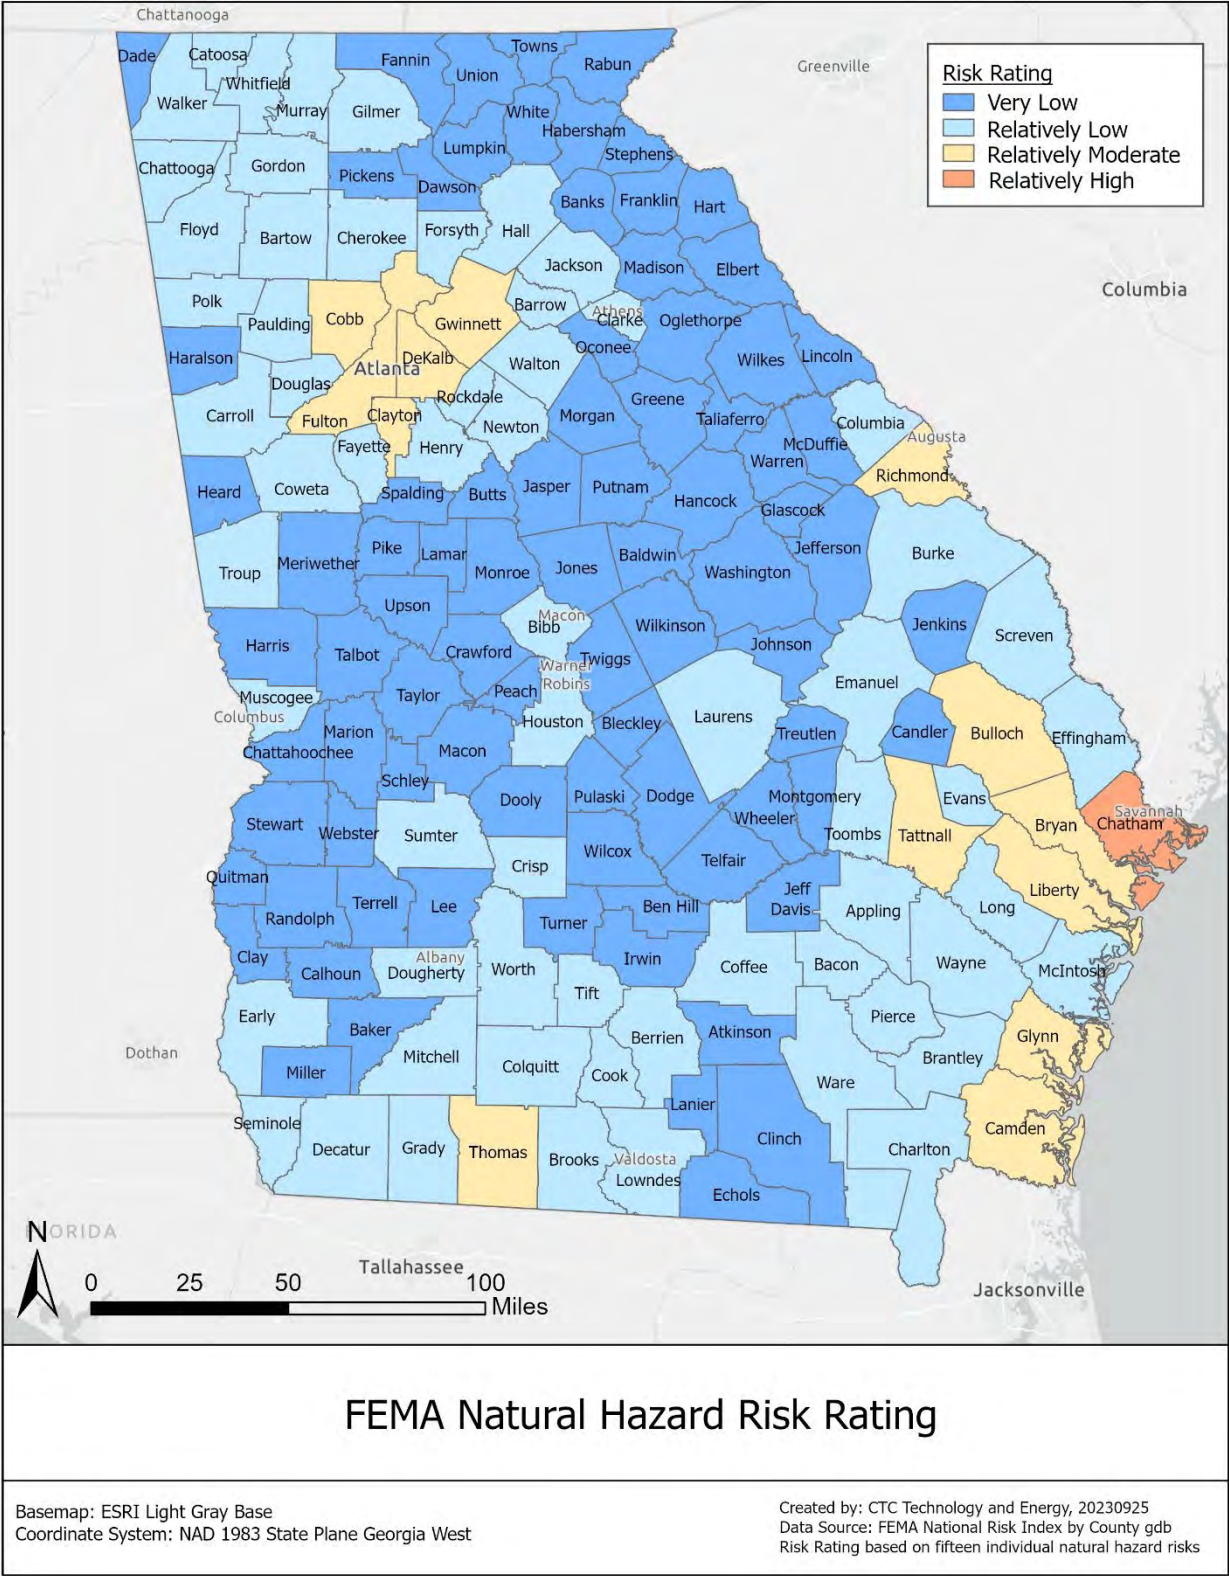 Chattanooga
Greenville
Risk Rating
Very Low
Relatively Low
Relatively Moderate
Relatively High
Dade
Catoosa
Whitfield
Walker
Murray
Fannin
Towns
Union
Rabun
Gilmer
White
Habersham
Lumpkin
Stephens
Chattooga
Gordon
Pickens
Dawson
Banks
Franklin
Hart
Floyd
Bartow
Cherokee
Forsyth
Hall
Jackson
Madison
Elbert
Columbia
Polk
Paulding
Cobb
Gwinnett
Barrow
Athens
Clarke
Oglethorpe
Haralson
Atlanta
DeKalb
Walton
Oconee
Wilkes
Lincoln
Douglas
Rockdale
Carroll
Fulton
Clayton
Newton
Morgan
Greene
Taliaferro
Columbia
Augusta
McDuffie
Fayette
Henry
Warren
Richmond
Heard
Coweta
Spalding
Butts
Jasper
Putnam
Hancock
Glascock
Troup
Meriwether
Pike
Lamar
Monroe
Jones
Baldwin
Washington
Jefferson
Burke
Upson
Macon
Bibb
Wilkinson
Johnson
Jenkins
Screven
Harris
Talbot
Crawford
Warner
Robins
Twiggs
Emanuel
Muscogee
Columbus
Taylor
Peach
Houston
Bleckley
Laurens
Treutlen
Candler
Bulloch
Effingham
Marion
Chattahoochee
Macon
Schley
Dooly
Pulaski
Dodge
Montgomery
Wheeler
Evans
Stewart
Webster
Sumter
Toombs
Tattnall
Bryan
Savannah
Chatham
Crisp
Wilcox
Telfair
Quitman
Randolph
Terrell
Lee
Turner
Ben Hill
Jeff
Davis
Appling
Long
Liberty
Clay
Calhoun
Albany
Dougherty
Worth
Irwin
Coffee
Bacon
Wayne
McIntosh
Tift
Early
Baker
Pierce
Glynn
Dothan
Miller
Mitchell
Colquitt
Cook
Berrien
Atkinson
Brantley
Ware
Lanier
Seminole
Decatur
Grady
Thomas
Brooks
Valdosta
Lowndes
Clinch
Charlton
Camden
Echols
N
ORIDA
Tallahassee
Jacksonville
0 25 50 100
Miles
FEMA Natural Hazard Risk Rating
Basemap: ESRI Light Gray Base
Coordinate System: NAD 1983 State Plane Georgia West
Created by: CTC Technology and Energy, 20230925
Data Source: FEMA National Risk Index by County gdb
Risk Rating based on fifteen individual natural hazard risks